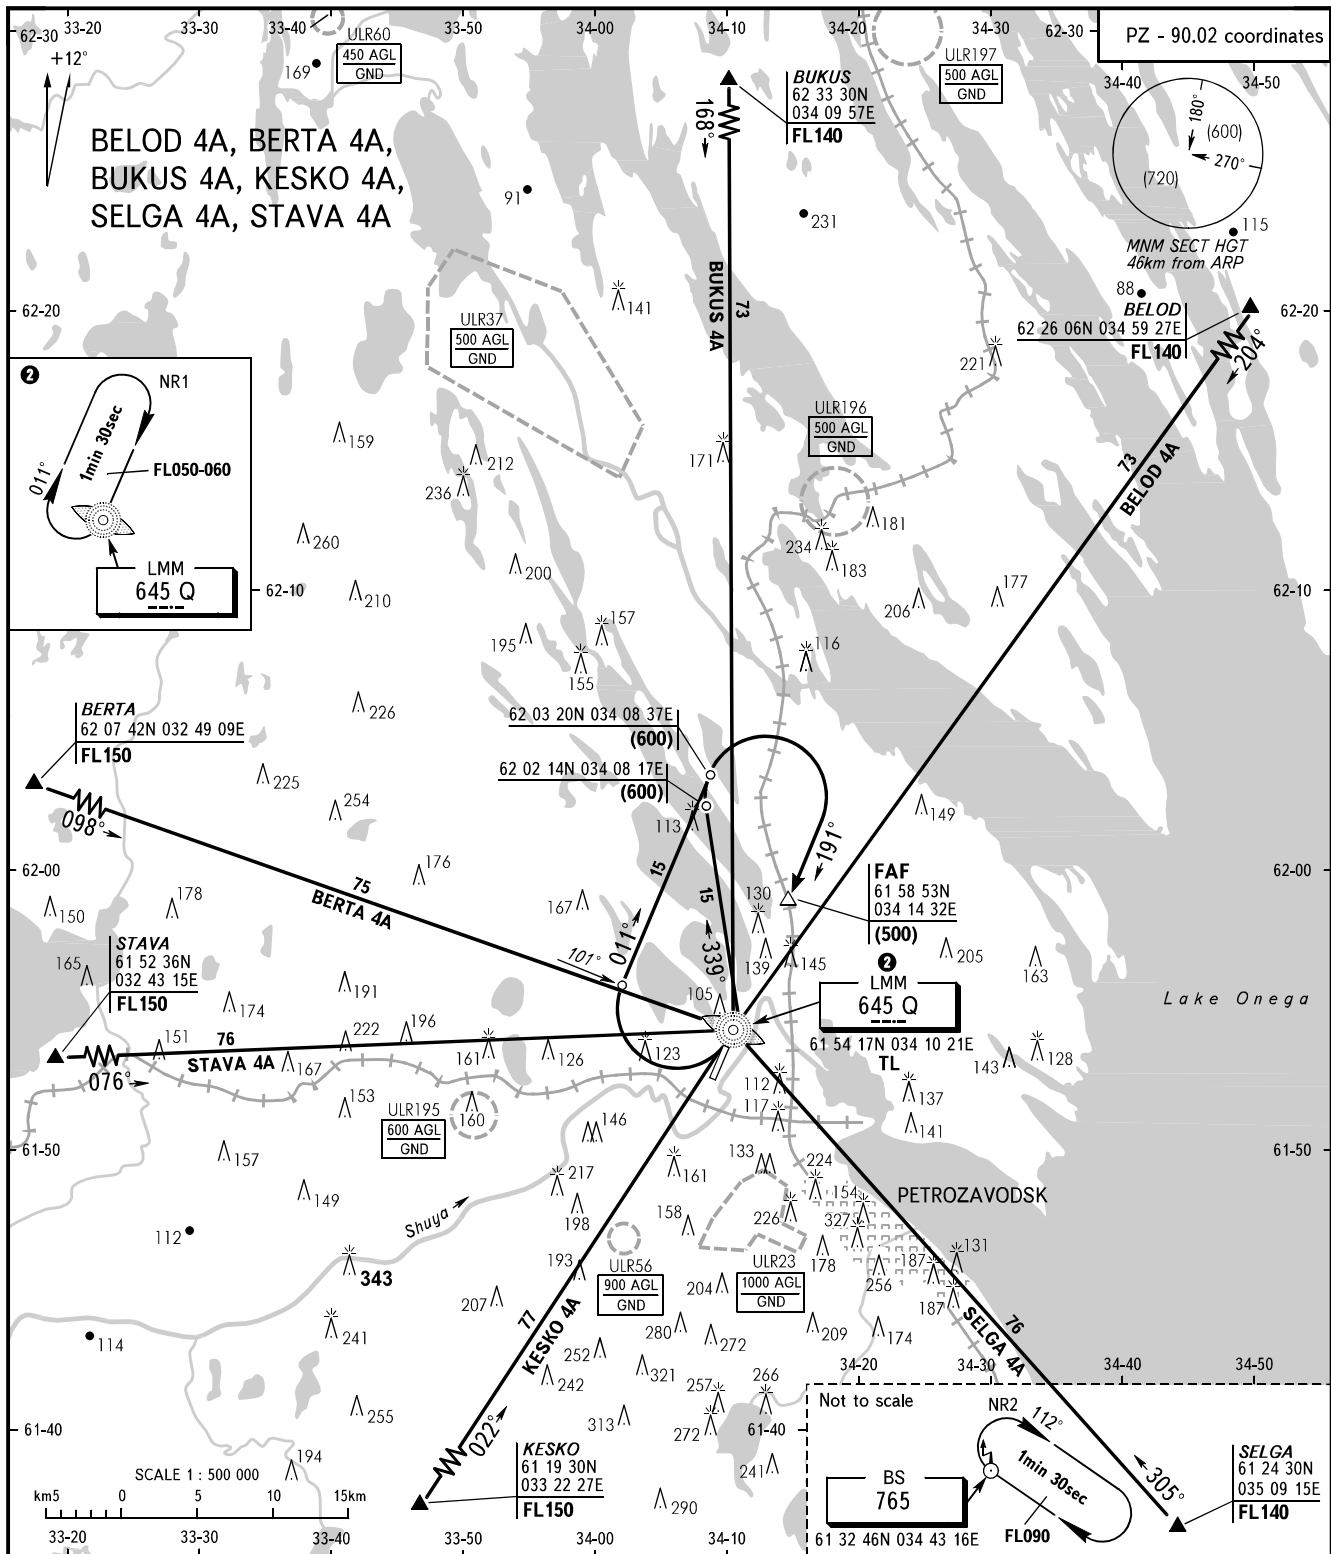 33-20
33-30
33-40
33-50
34-00
34-10
34-20
34-30
62-30
62-30
PZ - 90.02 coordinates
+12°
169
ULR60
450 AGL
GND
BUKUS
62 33 30N
034 09 57E
FL140
168°
ULR197
500 AGL
GND
34-40
34-50
180°
(600)
270°
(720)
MNM SECT HGT
46km from ARP
BELOD 4A, BERTA 4A,
BUKUS 4A, KESKO 4A,
SELGA 4A, STAVA 4A
91
231
115
88
BELOD
62 26 06N 034 59 27E
FL140
204°
62-20
62-20
141
ULR37
500 AGL
GND
BUKUS 4A
73
221
2
NR1
1min 30sec
FL050-060
011°
LMM
645 Q
62-10
62-10
ULR196
500 AGL
GND
159
212
236
171
73
BELOD 4A
260
181
234
183
200
210
177
206
195
157
155
116
BERTA
62 07 42N 032 49 09E
FL150
226
62 03 20N 034 08 37E
(600)
62 02 14N 034 08 17E
(600)
225
254
098°
113
149
191°
62-00
62-00
176
75
BERTA 4A
15
15
FAF
61 58 53N
034 14 32E
(500)
178
150
167
130
011°
339°
139
145
205
163
STAVA
61 52 36N
032 43 15E
FL150
165
101°
2
LMM
645 Q
61 54 17N 034 10 21E
TL
191
174
105
Lake Onega
151
76
STAVA 4A
222
196
161
126
123
167
076°
143
128
112
137
117
141
153
ULR195
600 AGL
GND
160
146
61-50
61-50
157
149
217
198
161
133
224
154
PETROZAVODSK
Shuya
158
226
327
112
343
193
ULR56
900 AGL
GND
ULR23
1000 AGL
GND
178
256
187
131
187
204
207
77
KESKO 4A
114
241
280
272
209
174
SELGA 4A
76
252
321
242
257
266
34-20
34-30
34-40
34-50
255
313
272
61-40
61-40
022°
194
241
290
KESKO
61 19 30N
033 22 27E
FL150
SCALE 1 : 500 000
km5
0
5
10
15km
33-20
33-30
33-40
33-50
34-00
34-10
Not to scale
NR2
112°
1min 30sec
FL090
BS
765
61 32 46N 034 43 16E
305°
SELGA
61 24 30N
035 09 15E
FL140